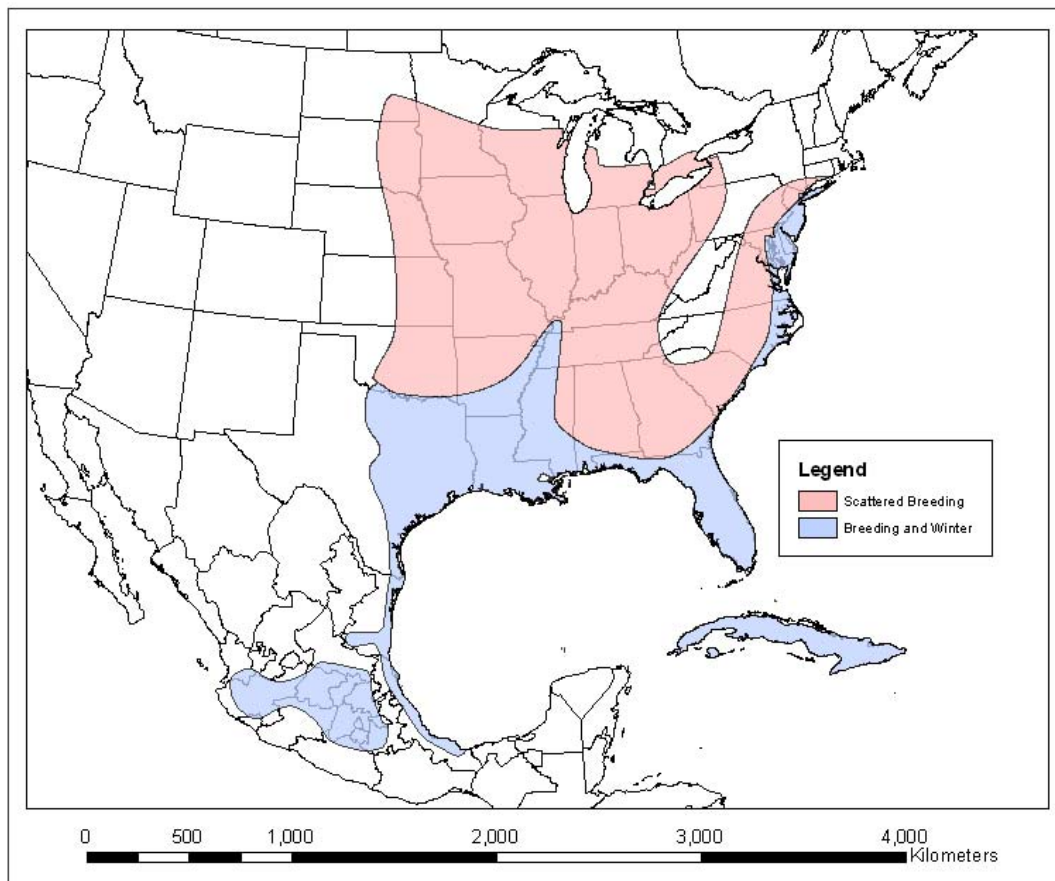 Legend
Scattered Breeding
Breeding and Winter
0 500 1,000 2,000 3,000 4,000
Kilometers